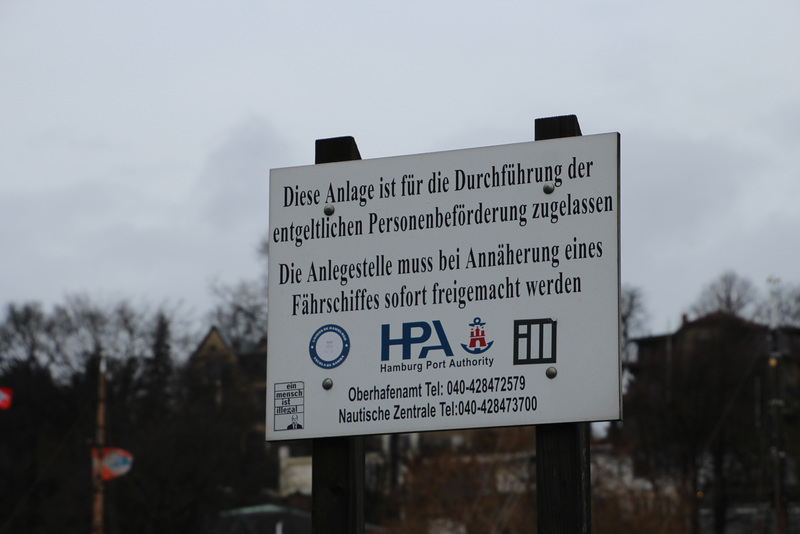 Diese Anlage ist für die Durchführung der
entgeltlichen Personenbeförderung zugelassen
Die Anlegestelle muss bei Annäherung eines
Fährschiffes sofort freigemacht werden
HPA
Hamburg Port Authority
ein
mensch
ist
illegal
Oberhafenamt Tel: 040-428472579
Nautische Zentrale Tel:040-428473700